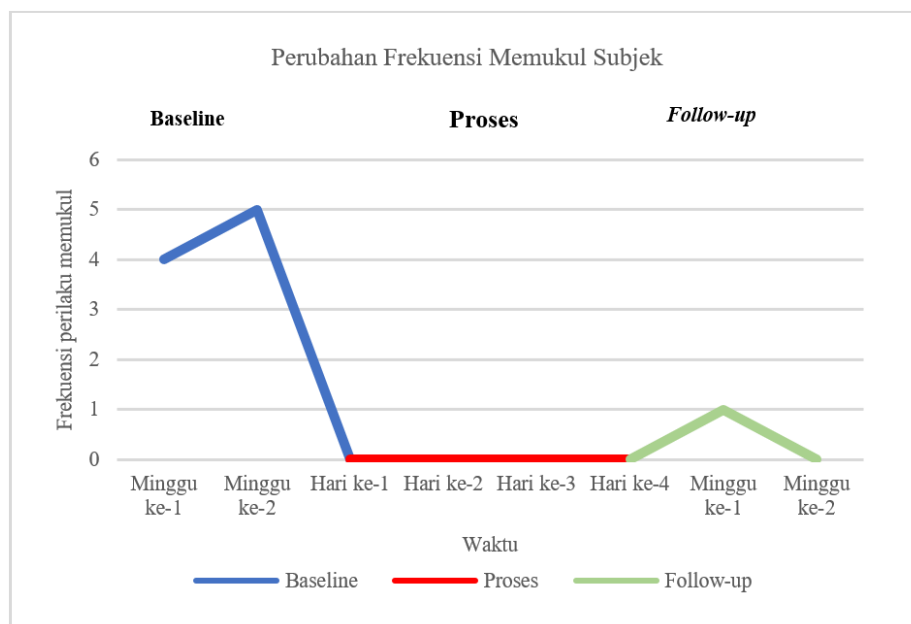 Perubahan Frekuensi Memukul Subjek
Baseline Proses Follow-up
6
5
4
3
2
1
0
Frekuensi perilaku memukul
Minggu ke-1 Minggu ke-2 Hari ke-1 Hari ke-2 Hari ke-3 Hari ke-4 Minggu ke-1 Minggu ke-2
Waktu
Baseline Proses Follow-up